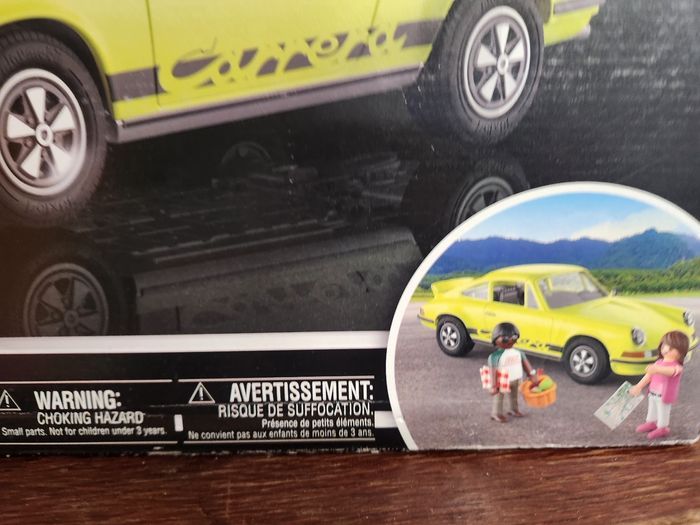 Carrera
WARNING:
CHOKING HAZARD
Small parts. Not for children under 3 years.
AVERTISSEMENT:
RISQUE DE SUFFOCATION.
Présence de petits éléments.
Ne convient pas aux enfants de moins de 3 ans.
Carrera